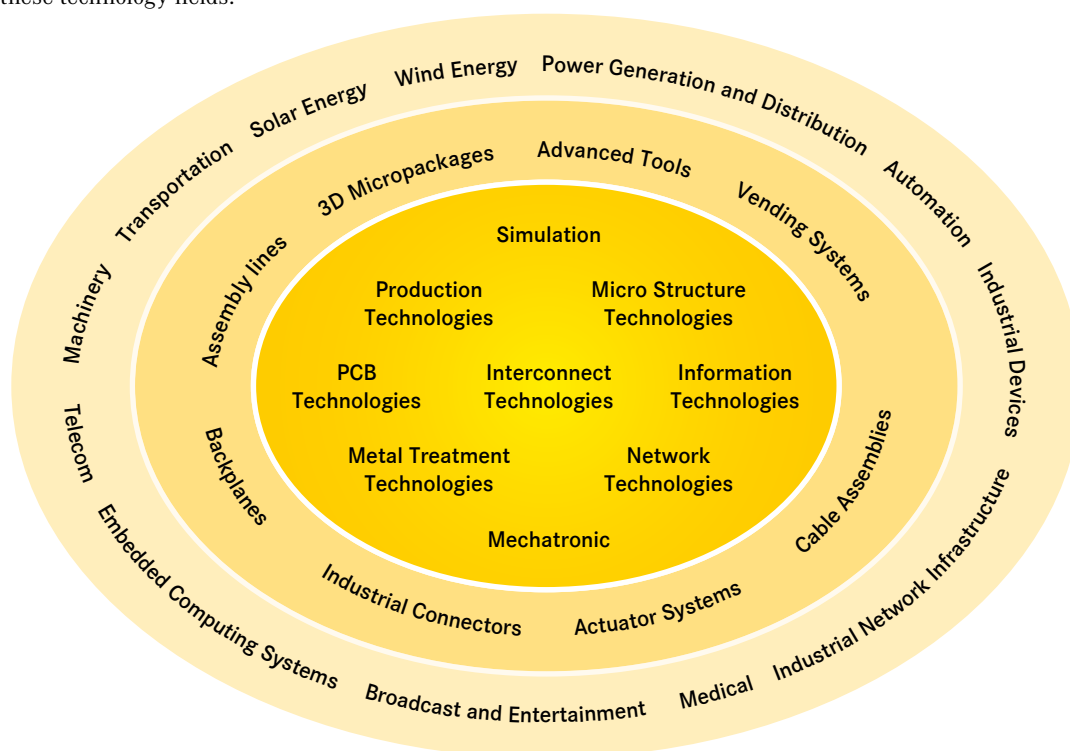 these technology fields.
Wind Energy
Power Generation and Distribution
Solar Energy
Automation
Transportation
Industrial Devices
Machinery
Telecom
Industrial Network Infrastructure
Embedded Computing Systems
Medical
Broadcast and Entertainment
3D Micropackages
Advanced Tools
Vending Systems
Assembly lines
Backplanes
Cable Assemblies
Industrial Connectors
Actuator Systems
Simulation
Production
Technologies
Micro Structure
Technologies
PCB
Technologies
Interconnect
Technologies
Information
Technologies
Metal Treatment
Technologies
Network
Technologies
Mechatronic